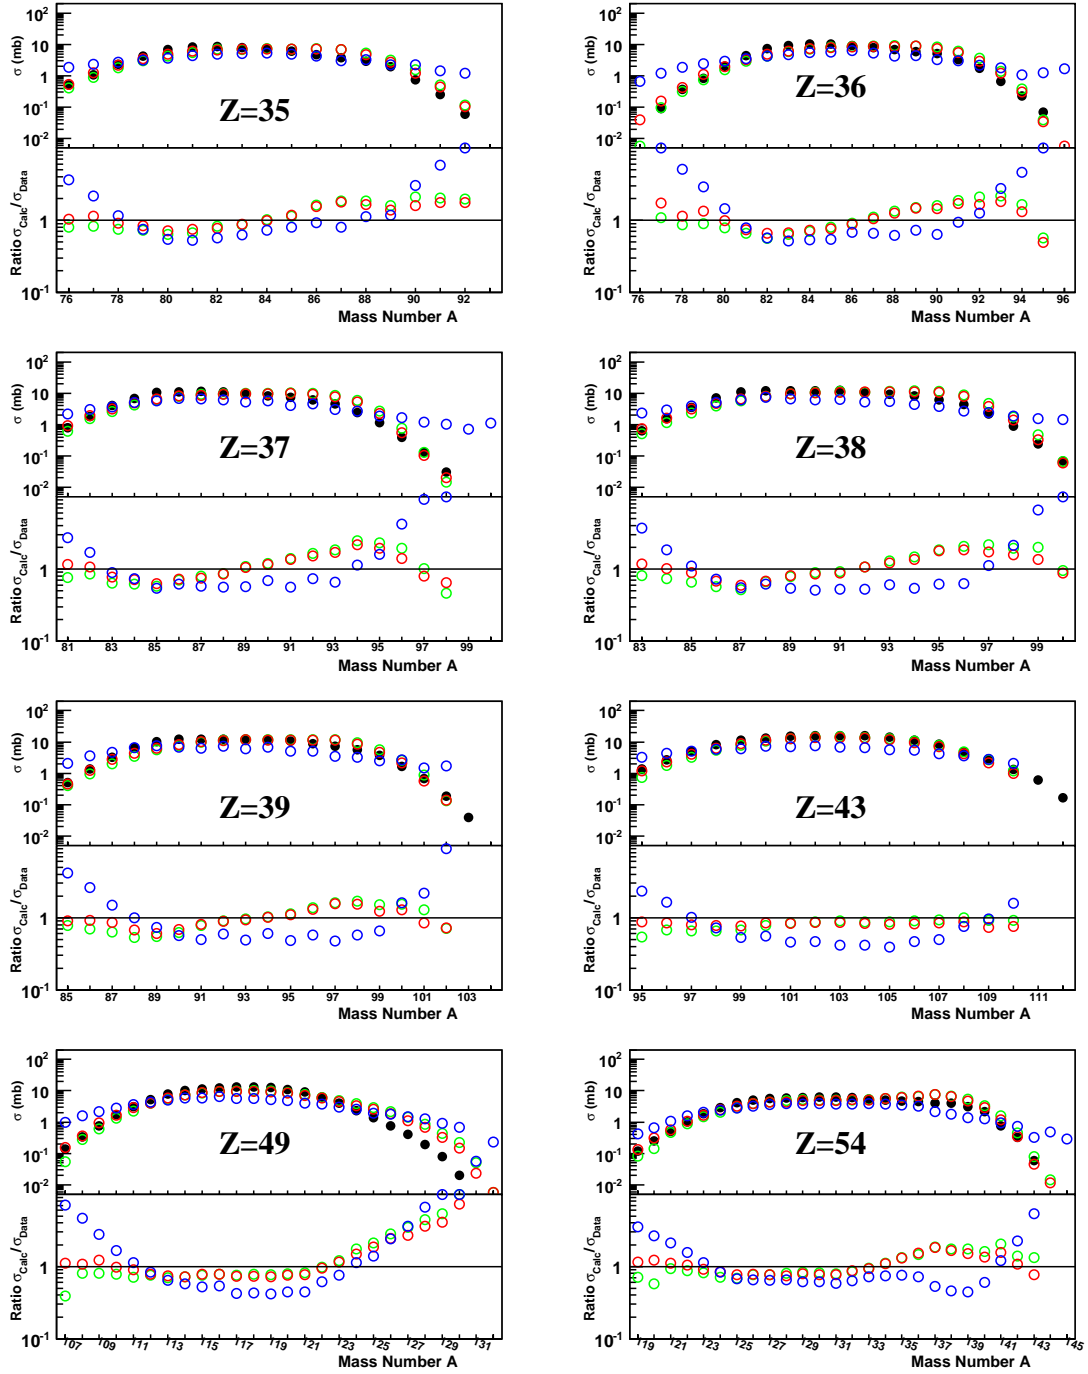 10² σ (mb) 10 1 10⁻¹ 10⁻² Z=35
Ratio σCalc/σData 1 10⁻¹
76 78 80 82 84 86 88 90 92
Mass Number A
10² σ (mb) 10 1 10⁻¹ 10⁻² Z=36
Ratio σCalc/σData 1 10⁻¹
76 78 80 82 84 86 88 90 92 94 96
Mass Number A
10² σ (mb) 10 1 10⁻¹ 10⁻² Z=37
Ratio σCalc/σData 1 10⁻¹
81 83 85 87 89 91 93 95 97 99
Mass Number A
10² σ (mb) 10 1 10⁻¹ 10⁻² Z=38
Ratio σCalc/σData 1 10⁻¹
83 85 87 89 91 93 95 97 99
Mass Number A
10² σ (mb) 10 1 10⁻¹ 10⁻² Z=39
Ratio σCalc/σData 1 10⁻¹
85 87 89 91 93 95 97 99 101 103
Mass Number A
10² σ (mb) 10 1 10⁻¹ 10⁻² Z=43
Ratio σCalc/σData 1 10⁻¹
95 97 99 101 103 105 107 109 111
Mass Number A
10² σ (mb) 10 1 10⁻¹ 10⁻² Z=49
Ratio σCalc/σData 1 10⁻¹
107 109 111 113 115 117 119 121 123 125 127 129 131
Mass Number A
10² σ (mb) 10 1 10⁻¹ 10⁻² Z=54
Ratio σCalc/σData 1 10⁻¹
119 121 123 125 127 129 131 133 135 137 139 141 143 145
Mass Number A